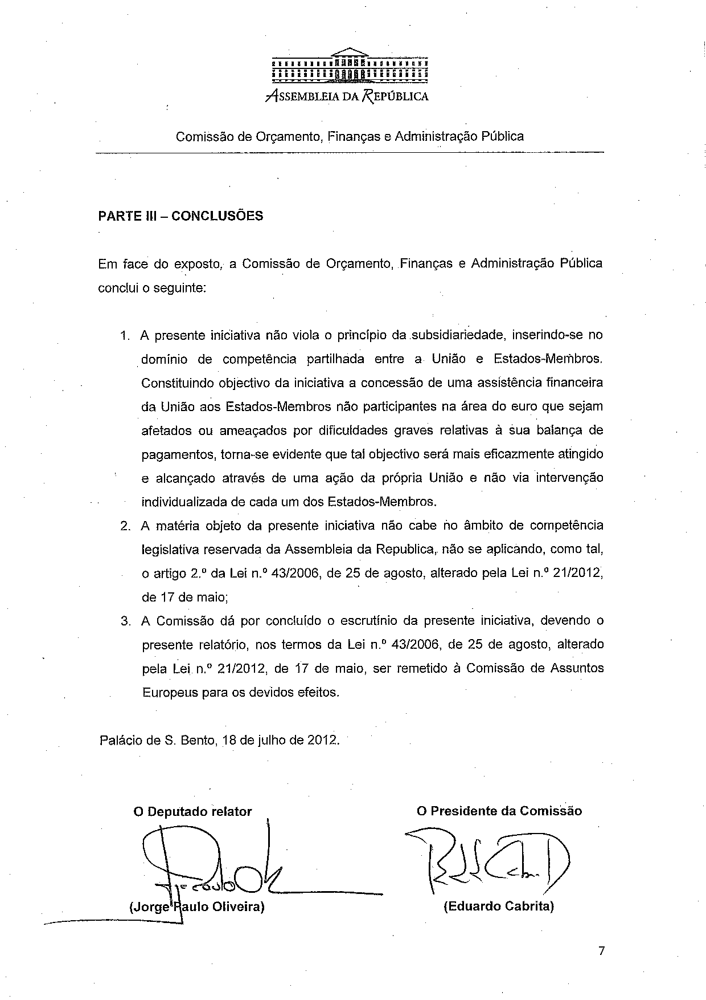 ASSEMBLEIA DA REPÚBLICA
Comissão de Orçamento, Finanças e Administração Pública
PARTE III – CONCLUSÕES
Em face do exposto, a Comissão de Orçamento, Finanças e Administração Pública
conclui o seguinte:
1. A presente iniciativa não viola o princípio da subsidiariedade, inserindo-se no
domínio de competência partilhada entre a União e Estados-Membros.
Constituindo objectivo da iniciativa a concessão de uma assistência financeira
da União aos Estados-Membros não participantes na área do euro que sejam
afetados ou ameaçados por dificuldades graves relativas à sua balança de
pagamentos, torna-se evidente que tal objectivo será mais eficazmente atingido
e alcançado através de uma ação da própria União e não via intervenção
individualizada de cada um dos Estados-Membros.
2. A matéria objeto da presente iniciativa não cabe no âmbito de competência
legislativa reservada da Assembleia da Republica, não se aplicando, como tal,
o artigo 2.º da Lei n.º 43/2006, de 25 de agosto, alterado pela Lei n.º 21/2012,
de 17 de maio;
3. A Comissão dá por concluído o escrutínio da presente iniciativa, devendo o
presente relatório, nos termos da Lei n.º 43/2006, de 25 de agosto, alterado
pela Lei n.º 21/2012, de 17 de maio, ser remetido à Comissão de Assuntos
Europeus para os devidos efeitos.
Palácio de S. Bento, 18 de julho de 2012.
O Deputado relator
O Presidente da Comissão
(Jorge Paulo Oliveira)
(Eduardo Cabrita)
7